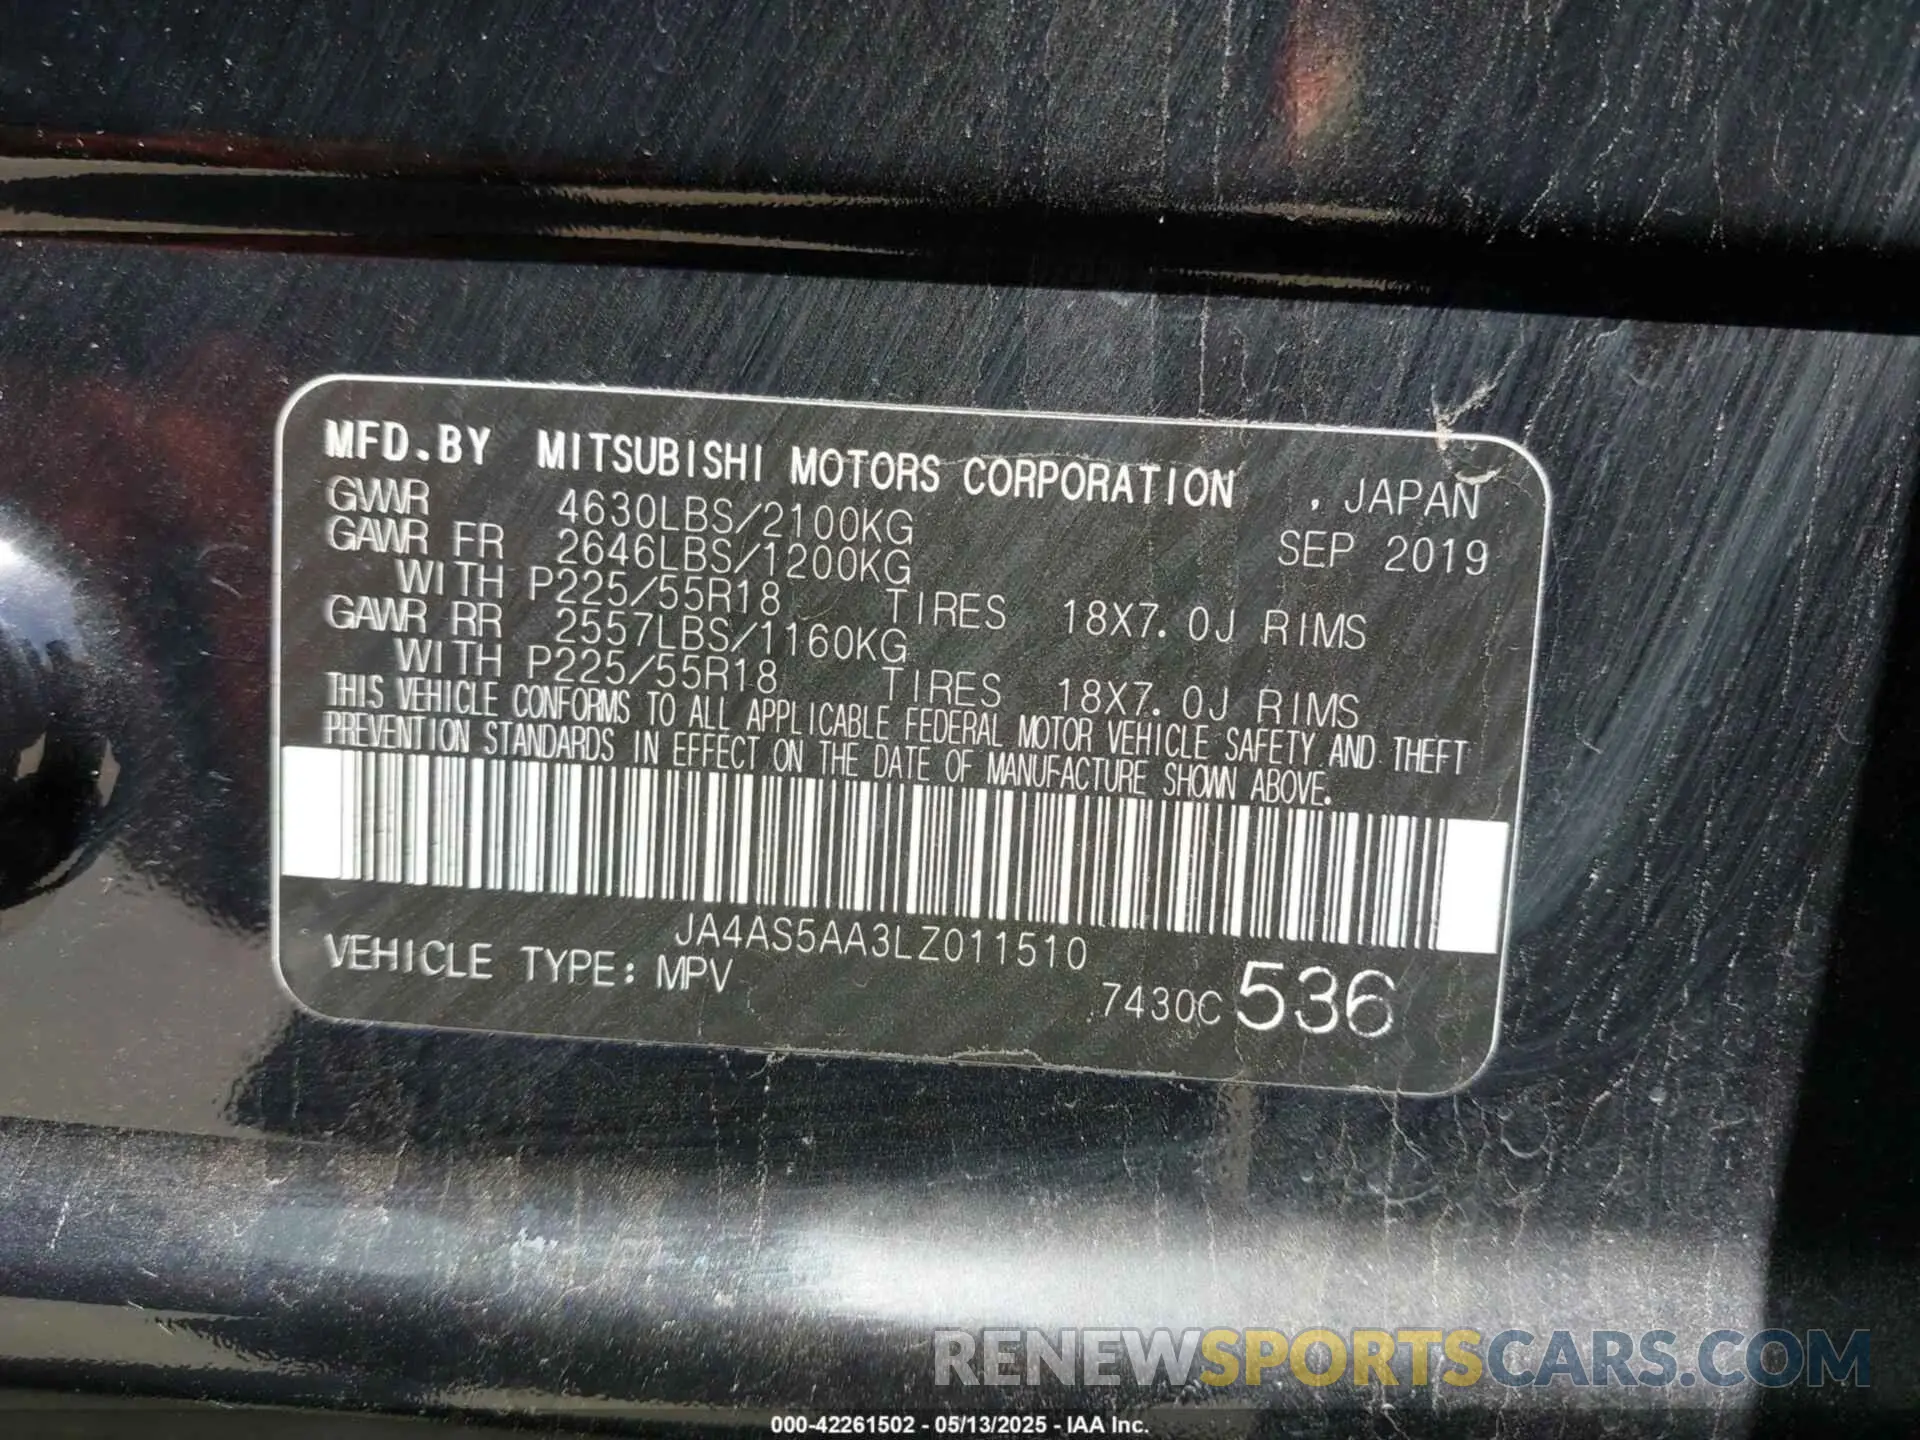 MFD.BY MITSUBISHI MOTORS CORPORATION , JAPAN
GVWR 4630LBS/2100KG SEP 2019
GAWR FR 2646LBS/1200KG
WITH P225/55R18 TIRES 18X7.0J RIMS
GAWR RR 2557LBS/1160KG
WITH P225/55R18 TIRES 18X7.0J RIMS
THIS VEHICLE CONFORMS TO ALL APPLICABLE FEDERAL MOTOR VEHICLE SAFETY AND THEFT
PREVENTION STANDARDS IN EFFECT ON THE DATE OF MANUFACTURE SHOWN ABOVE.
JA4AS5AA3LZ011510
VEHICLE TYPE: MPV
7430C 536
RENEWSPORTSCARS.COM
000-42261502 - 05/13/2025 - IAA Inc.